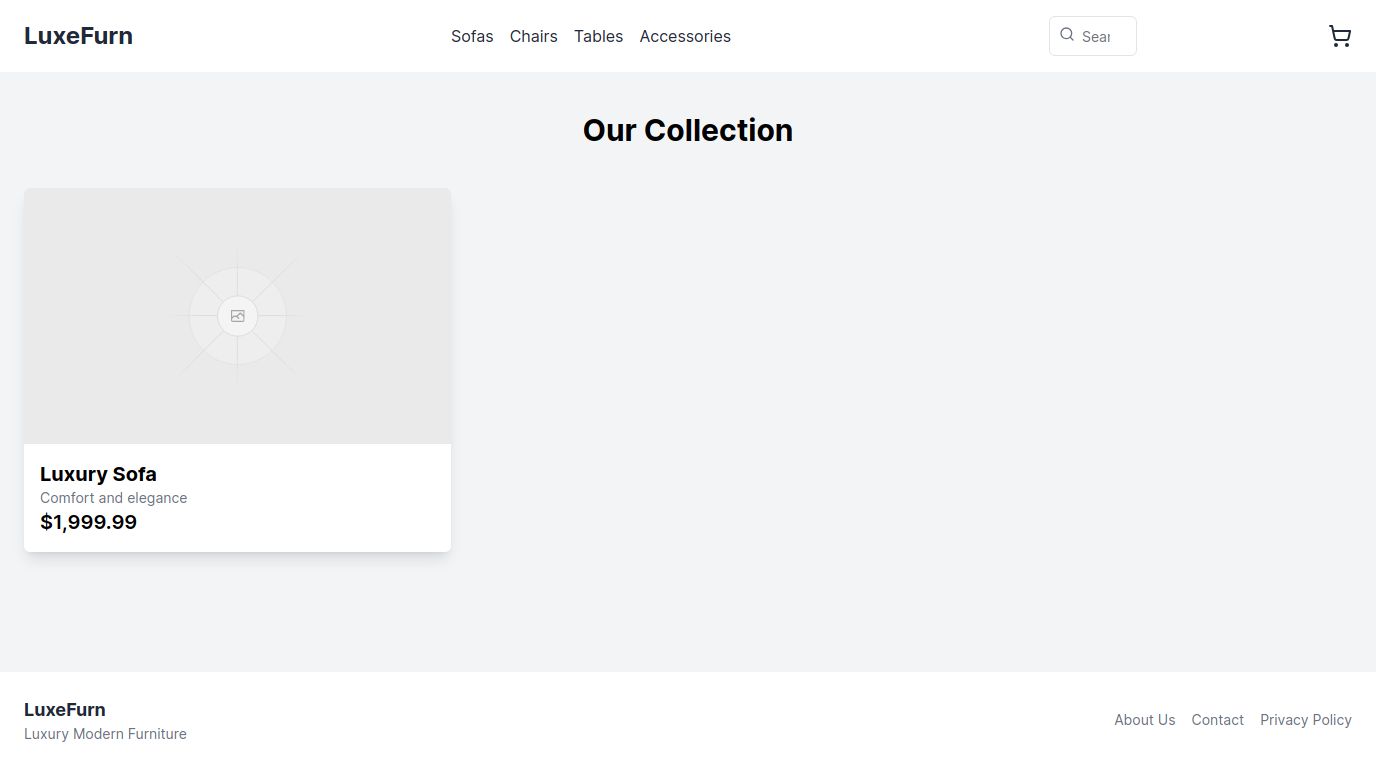 LuxeFurn
Sofas Chairs Tables Accessories
Sear
Our Collection
Luxury Sofa
Comfort and elegance
$1,999.99
LuxeFurn
Luxury Modern Furniture
About Us Contact Privacy Policy